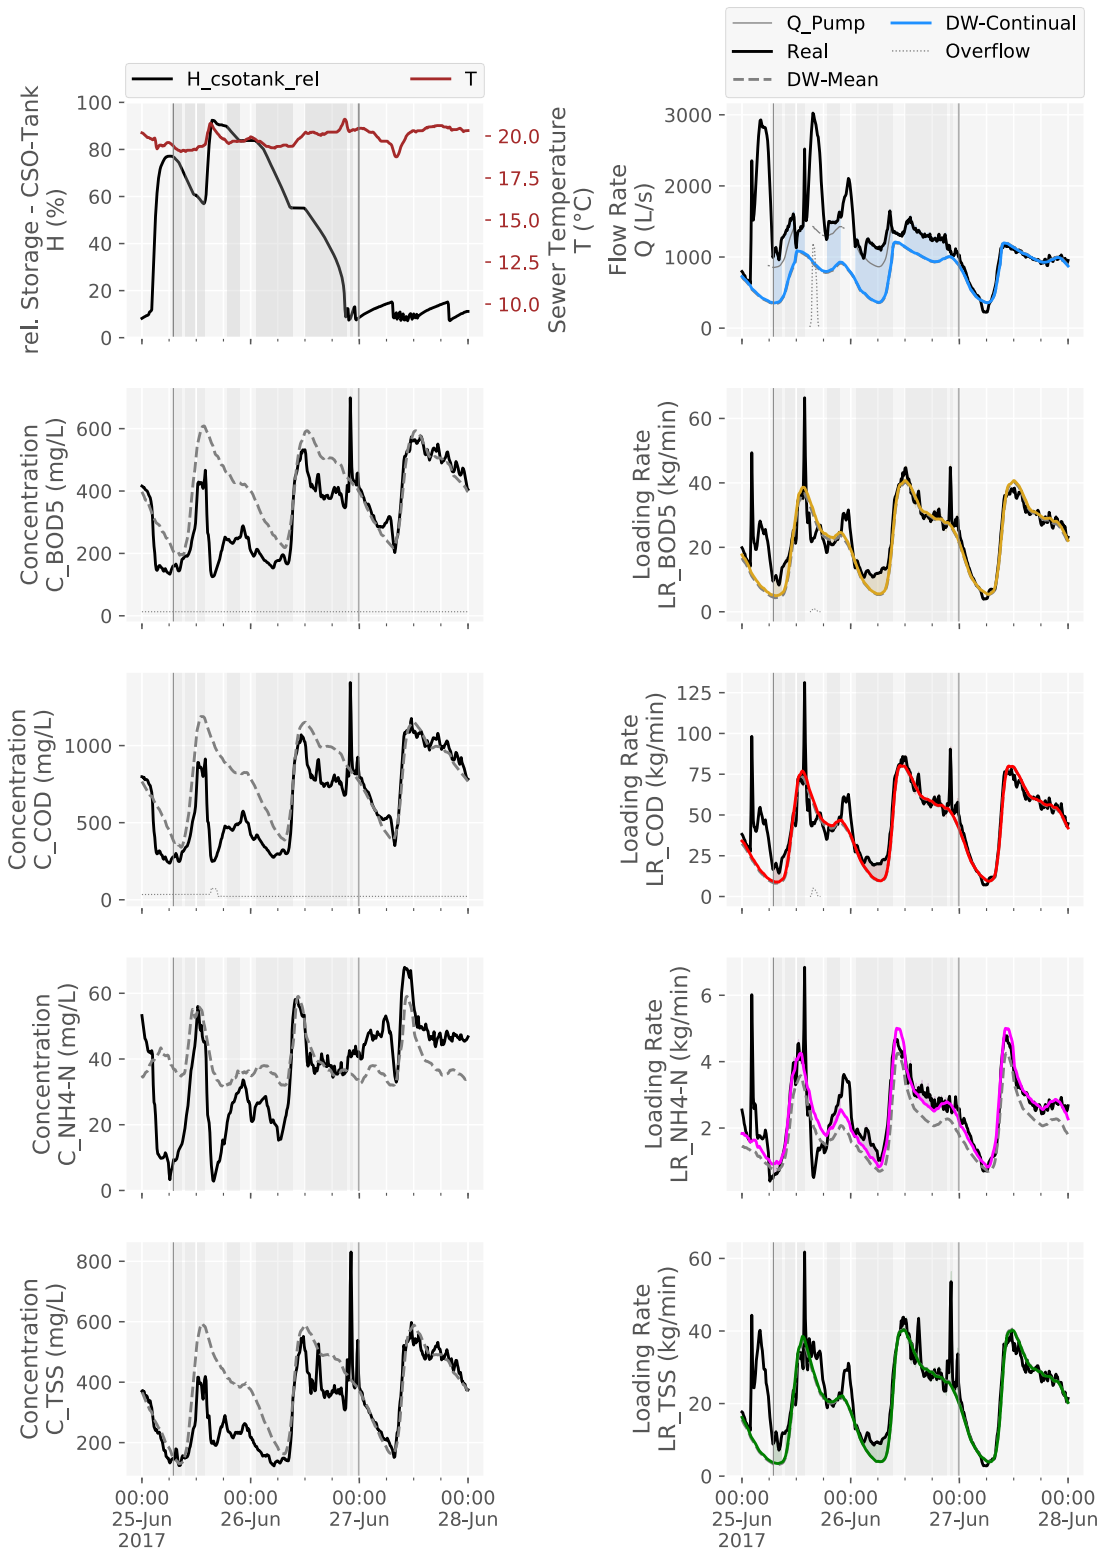 Q_Pump
DW-Continual
Real
Overflow
DW-Mean
H_csotank_rel
T
rel. Storage - CSO-Tank
H (%)
100
80
60
40
20
0
20.0
17.5
15.0
12.5
10.0
Sewer Temperature
T (°C)
Flow Rate
Q (L/s)
3000
2000
1000
0
Concentration
C_BOD5 (mg/L)
600
400
200
0
Loading Rate
LR_BOD5 (kg/min)
60
40
20
0
Concentration
C_COD (mg/L)
1000
500
0
Loading Rate
LR_COD (kg/min)
125
100
75
50
25
0
Concentration
C_NH4-N (mg/L)
60
40
20
0
Loading Rate
LR_NH4-N (kg/min)
6
4
2
Concentration
C_TSS (mg/L)
800
600
400
200
Loading Rate
LR_TSS (kg/min)
60
40
20
0
00:00 00:00 00:00 00:00
25-Jun 26-Jun 27-Jun 28-Jun
2017
00:00 00:00 00:00 00:00
25-Jun 26-Jun 27-Jun 28-Jun
2017